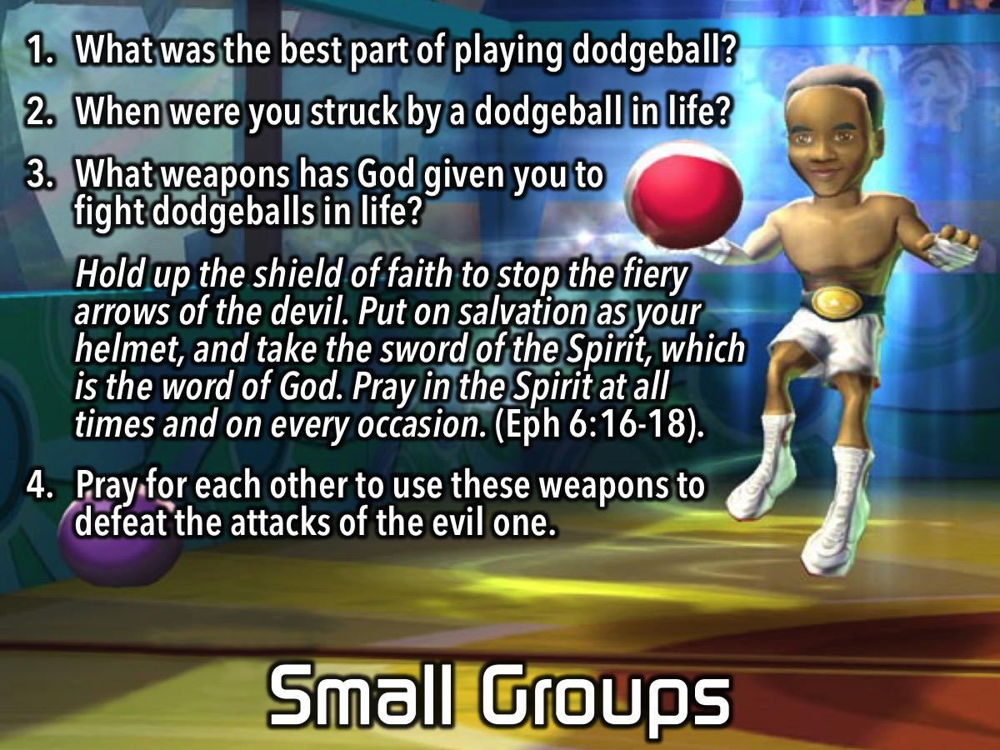 1. What was the best part of playing dodgeball?
2. When were you struck by a dodgeball in life?
3. What weapons has God given you to
fight dodgeballs in life?
Hold up the shield of faith to stop the fiery
arrows of the devil. Put on salvation as your
helmet, and take the sword of the Spirit, which
is the word of God. Pray in the Spirit at all
times and on every occasion. (Eph 6:16-18).
4. Pray for each other to use these weapons to
defeat the attacks of the evil one.
Small Groups